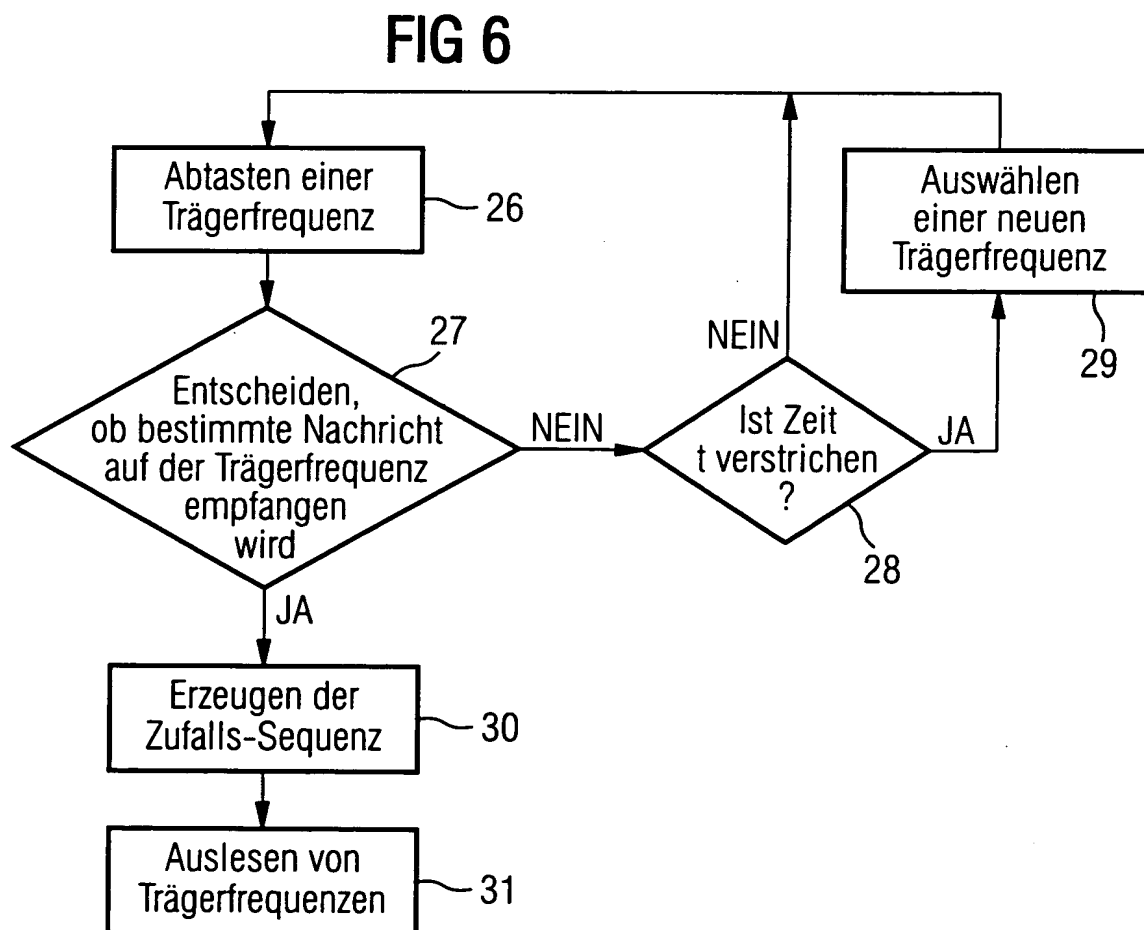 FIG 6
Abtasten einer
Trägerfrequenz
26
Auswählen
einer neuen
Trägerfrequenz
29
27
Entscheiden,
ob bestimmte Nachricht
auf der Trägerfrequenz
empfangen
wird
NEIN
NEIN
Ist Zeit
t verstrichen
?
JA
28
JA
Erzeugen der
Zufalls-Sequenz
30
Auslesen von
Trägerfrequenzen
31